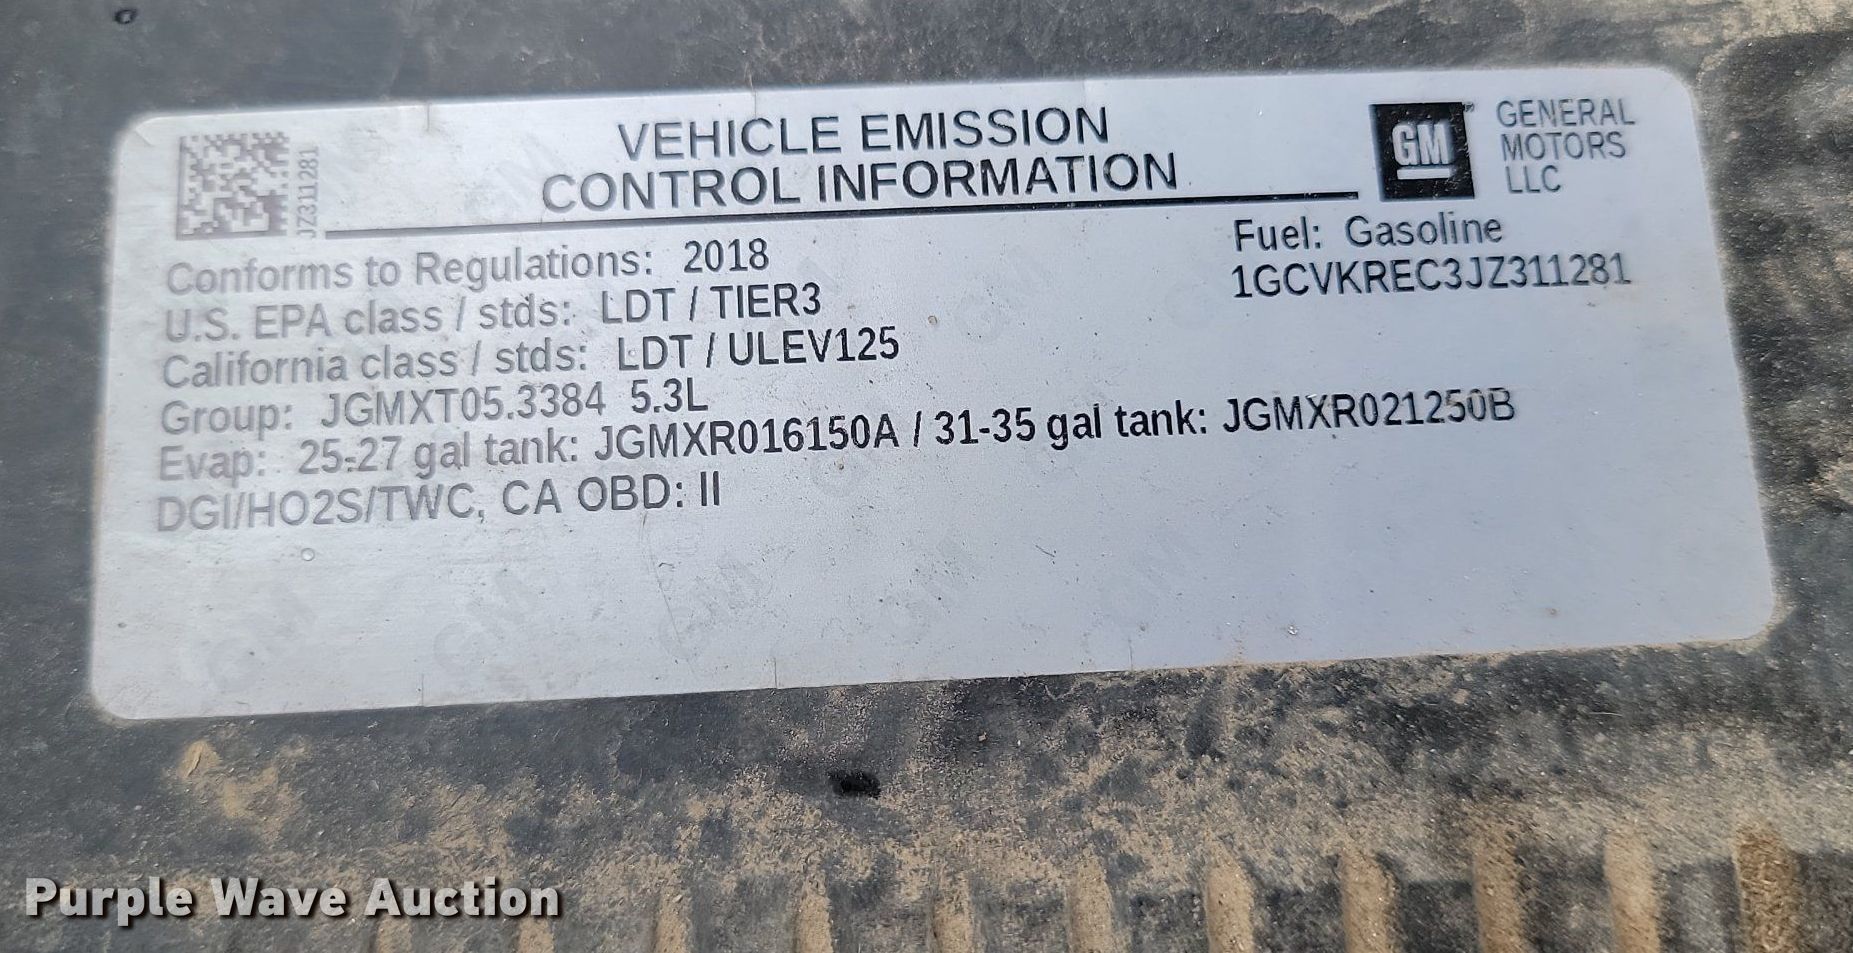 VEHICLE EMISSION
CONTROL INFORMATION
GM
GENERAL
MOTORS
LLC
JZ311281
Conforms to Regulations: 2018
U.S. EPA class / stds: LDT / TIER3
California class / stds: LDT / ULEV125
Group: JGMXT05.3384 5.3L
Evap: 25-27 gal tank: JGMXR016150A / 31-35 gal tank: JGMXR021250B
DGI/HO2S/TWC, CA OBD: II
Fuel: Gasoline
1GCVKREC3JZ311281
Purple Wave Auction